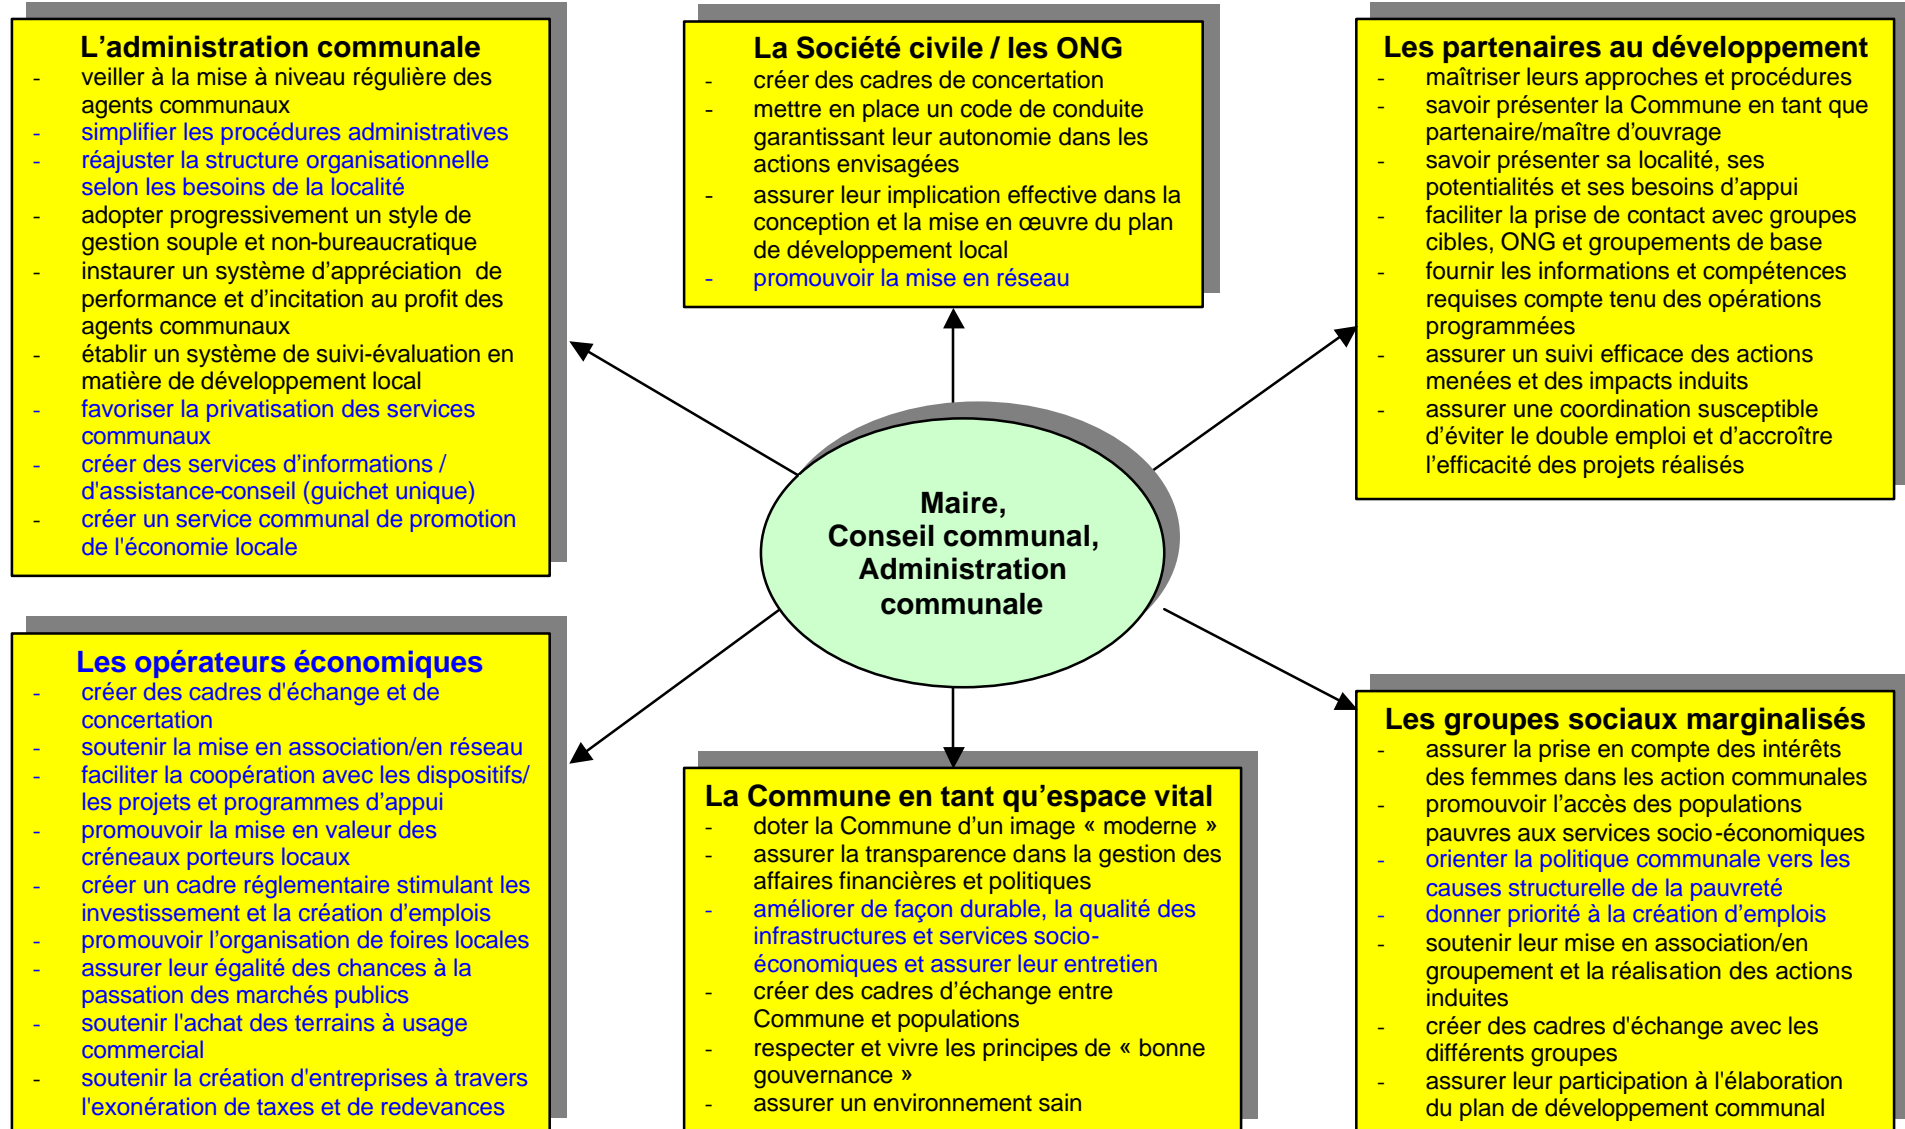 L’administration communale
- veiller à la mise à niveau régulière des
agents communaux
- simplifier les procédures administratives
- réajuster la structure organisationnelle
selon les besoins de la localité
- adopter progressivement un style de
gestion souple et non-bureaucratique
- instaurer un système d’appréciation de
performance et d’incitation au profit des
agents communaux
- établir un système de suivi-évaluation en
matière de développement local
- favoriser la privatisation des services
communaux
- créer des services d’informations /
d'assistance-conseil (guichet unique)
- créer un service communal de promotion
de l'économie locale
La Société civile / les ONG
- créer des cadres de concertation
- mettre en place un code de conduite
garantissant leur autonomie dans les
actions envisagées
- assurer leur implication effective dans la
conception et la mise en œuvre du plan
de développement local
- promouvoir la mise en réseau
Les partenaires au développement
- maîtriser leurs approches et procédures
- savoir présenter la Commune en tant que
partenaire/maître d’ouvrage
- savoir présenter sa localité, ses
potentialités et ses besoins d’appui
- faciliter la prise de contact avec groupes
cibles, ONG et groupements de base
- fournir les informations et compétences
requises compte tenu des opérations
programmées
- assurer un suivi efficace des actions
menées et des impacts induits
- assurer une coordination susceptible
d’éviter le double emploi et d’accroître
l’efficacité des projets réalisés
Maire,
Conseil communal,
Administration
communale
Les opérateurs économiques
- créer des cadres d'échange et de
concertation
- soutenir la mise en association/en réseau
- faciliter la coopération avec les dispositifs/
les projets et programmes d’appui
- promouvoir la mise en valeur des
créneaux porteurs locaux
- créer un cadre réglementaire stimulant les
investissement et la création d’emplois
- promouvoir l’organisation de foires locales
- assurer leur égalité des chances à la
passation des marchés publics
- soutenir l'achat des terrains à usage
commercial
- soutenir la création d'entreprises à travers
l'exonération de taxes et de redevances
La Commune en tant qu’espace vital
- doter la Commune d’un image « moderne »
- assurer la transparence dans la gestion des
affaires financières et politiques
- améliorer de façon durable, la qualité des
infrastructures et services socio-
économiques et assurer leur entretien
- créer des cadres d’échange entre
Commune et populations
- respecter et vivre les principes de « bonne
gouvernance »
- assurer un environnement sain
Les groupes sociaux marginalisés
- assurer la prise en compte des intérêts
des femmes dans les action communales
- promouvoir l’accès des populations
pauvres aux services socio-économiques
- orienter la politique communale vers les
causes structurelle de la pauvreté
- donner priorité à la création d’emplois
- soutenir leur mise en association/en
groupement et la réalisation des actions
induites
- créer des cadres d'échange avec les
différents groupes
- assurer leur participation à l'élaboration
du plan de développement communal